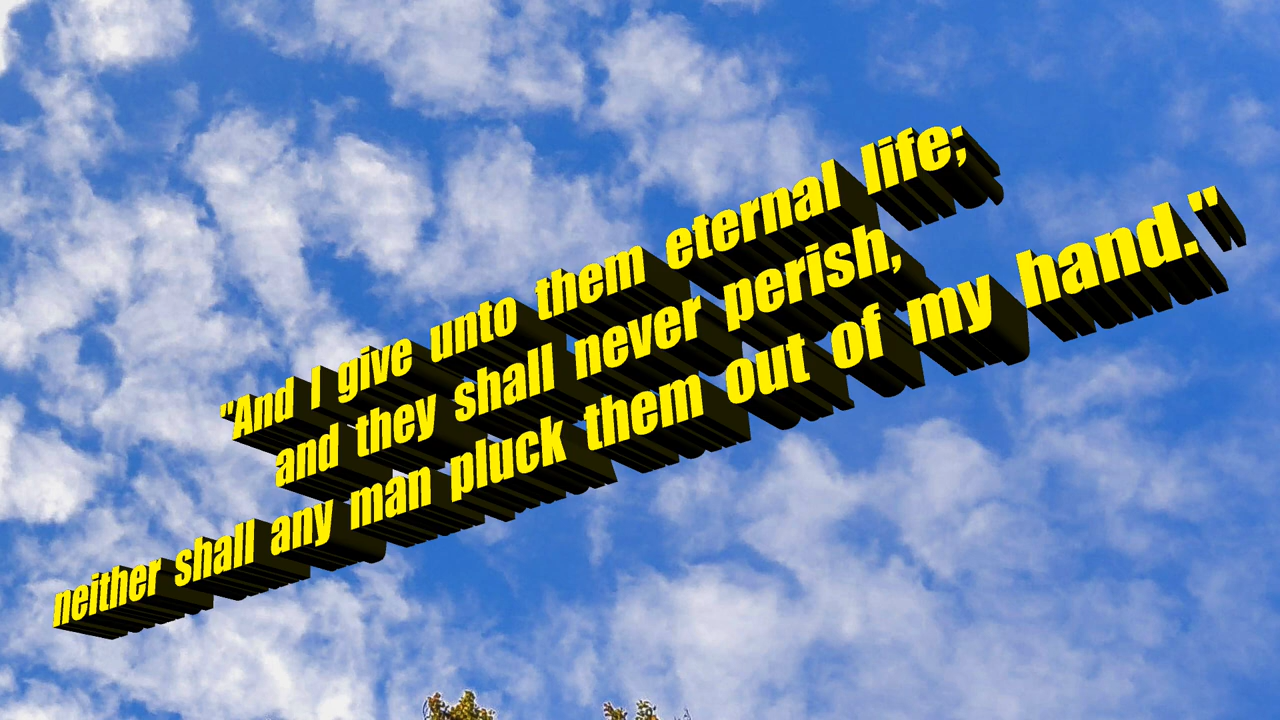 "And I give unto them eternal life;
and they shall never perish,
neither shall any man pluck them out of my hand."